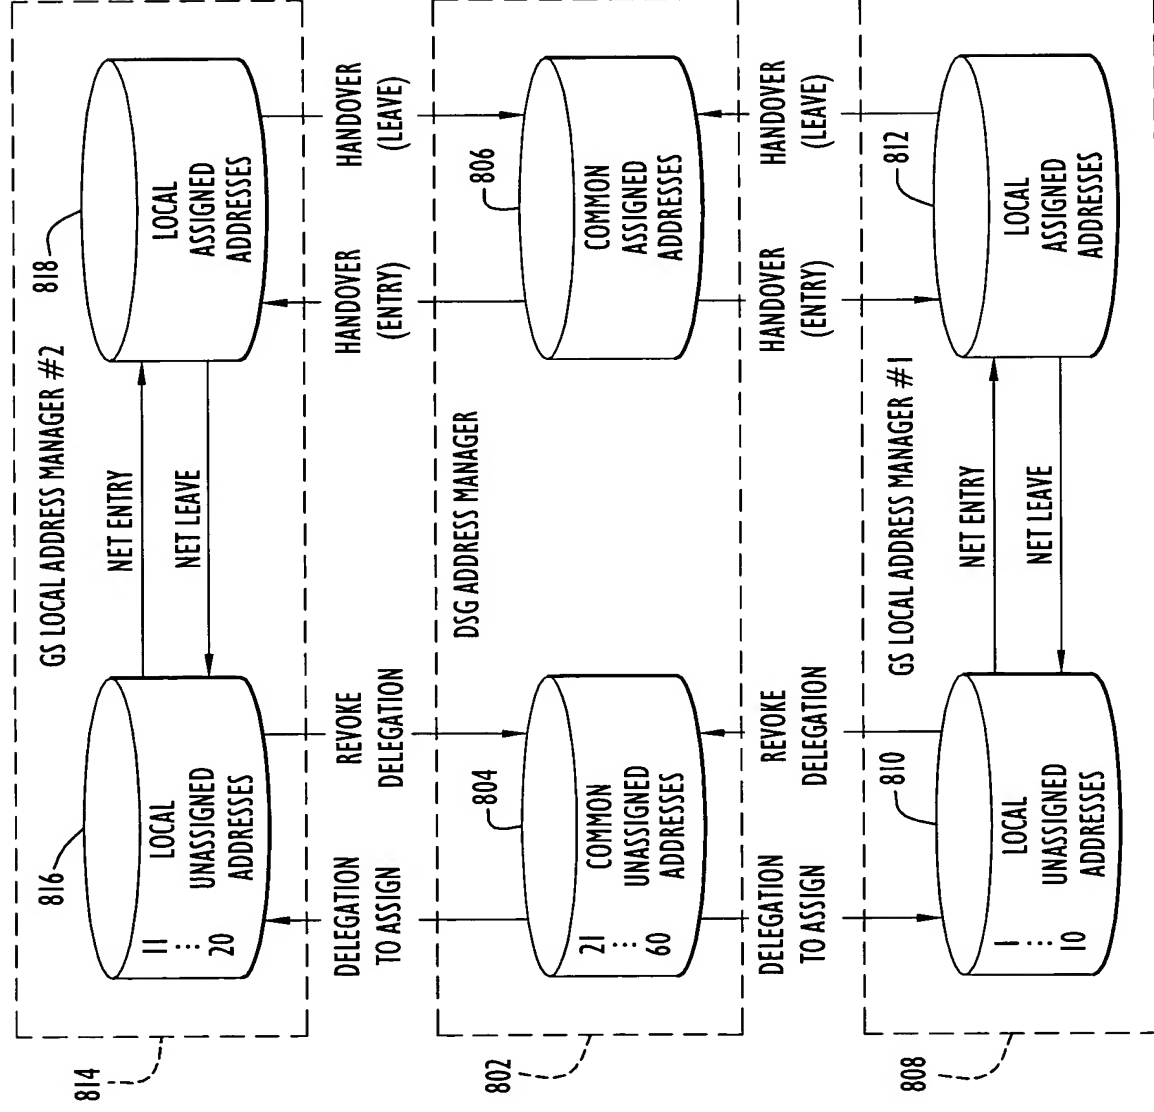 814
GS LOCAL ADDRESS MANAGER #2
816
11
⋮
20
LOCAL
UNASSIGNED
ADDRESSES
NET ENTRY
NET LEAVE
818
LOCAL
ASSIGNED
ADDRESSES
DELEGATION
TO ASSIGN
REVOKE
DELEGATION
HANDOVER
(ENTRY)
HANDOVER
(LEAVE)
802
DSG ADDRESS MANAGER
804
21
⋮
60
COMMON
UNASSIGNED
ADDRESSES
806
COMMON
ASSIGNED
ADDRESSES
DELEGATION
TO ASSIGN
REVOKE
DELEGATION
HANDOVER
(ENTRY)
HANDOVER
(LEAVE)
808
GS LOCAL ADDRESS MANAGER #1
810
1
⋮
10
LOCAL
UNASSIGNED
ADDRESSES
NET ENTRY
NET LEAVE
812
LOCAL
ASSIGNED
ADDRESSES